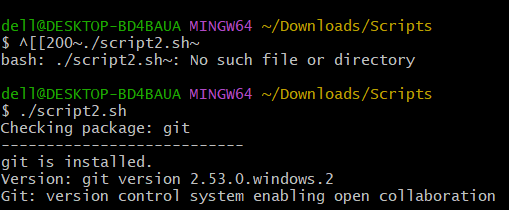 dell@DESKTOP-BD4BAUA MINGW64 ~/Downloads/Scripts
$ ^[[200~./script2.sh~
bash: ./script2.sh~: No such file or directory
dell@DESKTOP-BD4BAUA MINGW64 ~/Downloads/Scripts
$ ./script2.sh
Checking package: git
---------------------------
git is installed.
Version: git version 2.53.0.windows.2
Git: version control system enabling open collaboration